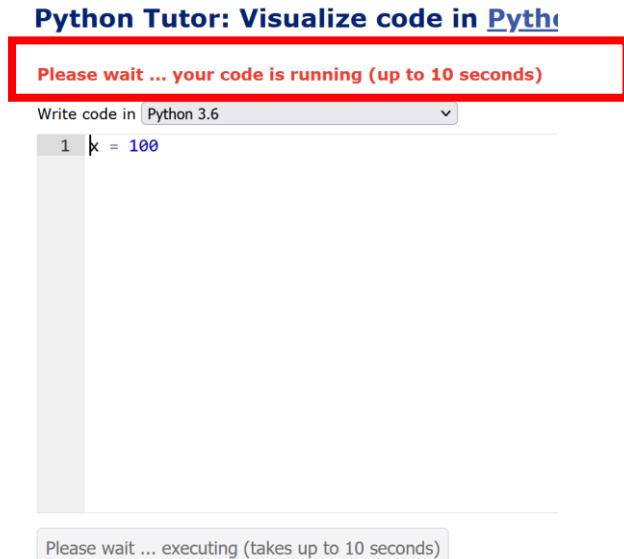 Python Tutor: Visualize code in
Please wait ... your code is running (up to 10 seconds)
Write code in Python 3.6
1 x = 100
Please wait ... executing (takes up to 10 seconds)